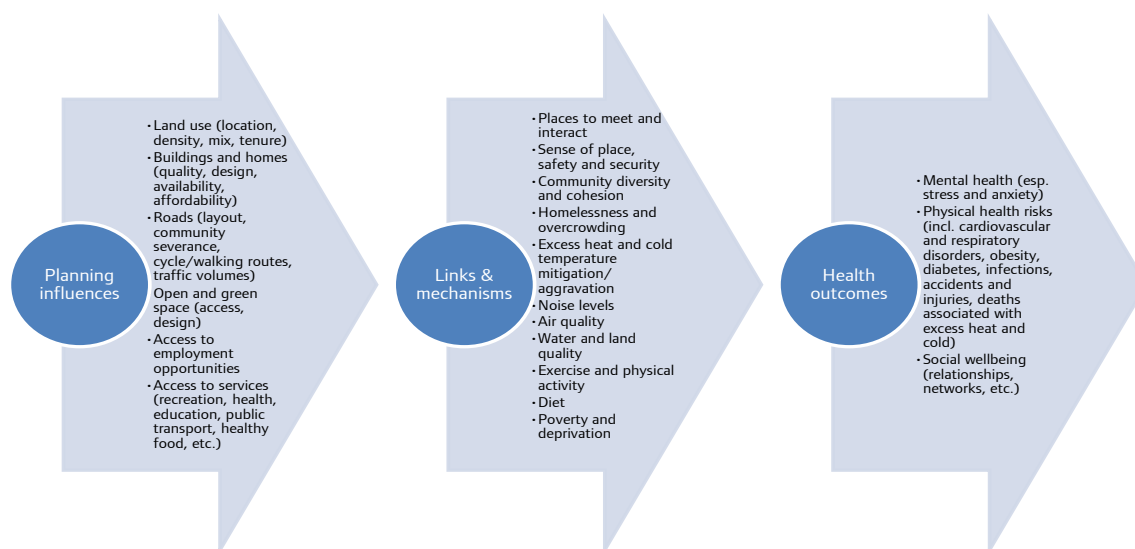 Planning
influences
·Land use (location,
density, mix, tenure)
·Buildings and homes
(quality, design,
availability,
affordability)
·Roads (layout,
community
severance,
cycle/walking routes,
traffic volumes)
Open and green
space (access,
design)
·Access to
employment
opportunities
·Access to services
(recreation, health,
education, public
transport, healthy
food, etc.)
Links &
mechanisms
·Places to meet and
interact
·Sense of place,
safety and security
·Community diversity
and cohesion
·Homelessness and
overcrowding
·Excess heat and cold
temperature
mitigation/
aggravation
·Noise levels
·Air quality
·Water and land
quality
·Exercise and physical
activity
·Diet
·Poverty and
deprivation
Health
outcomes
·Mental health (esp.
stress and anxiety)
·Physical health risks
(incl. cardiovascular
and respiratory
disorders, obesity,
diabetes, infections,
accidents and
injuries, deaths
associated with
excess heat and
cold)
·Social wellbeing
(relationships,
networks, etc.)